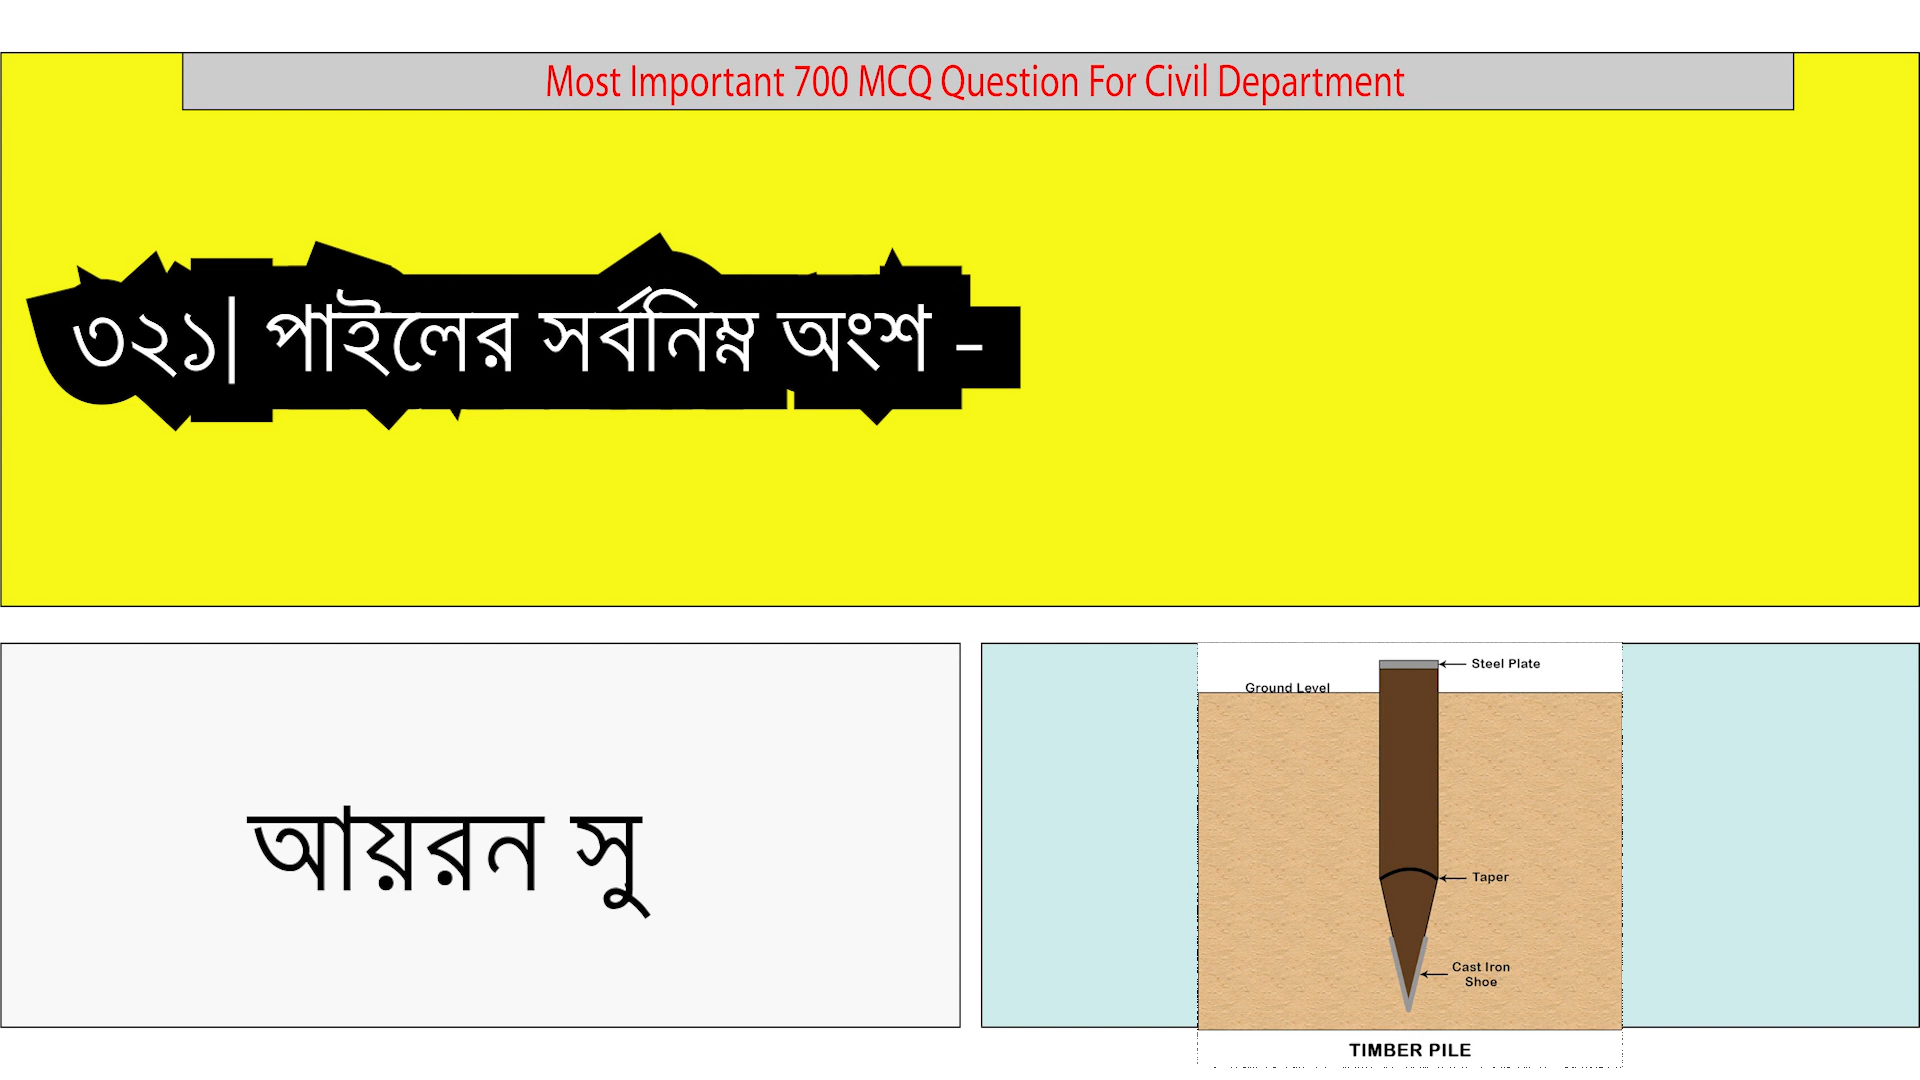 Most Important 700 MCQ Question For Civil Department
৩২১| পাইলের সর্বনিম্ন অংশ -
আয়রন সু
Steel Plate
Ground Level
Taper
Cast Iron
Shoe
TIMBER PILE